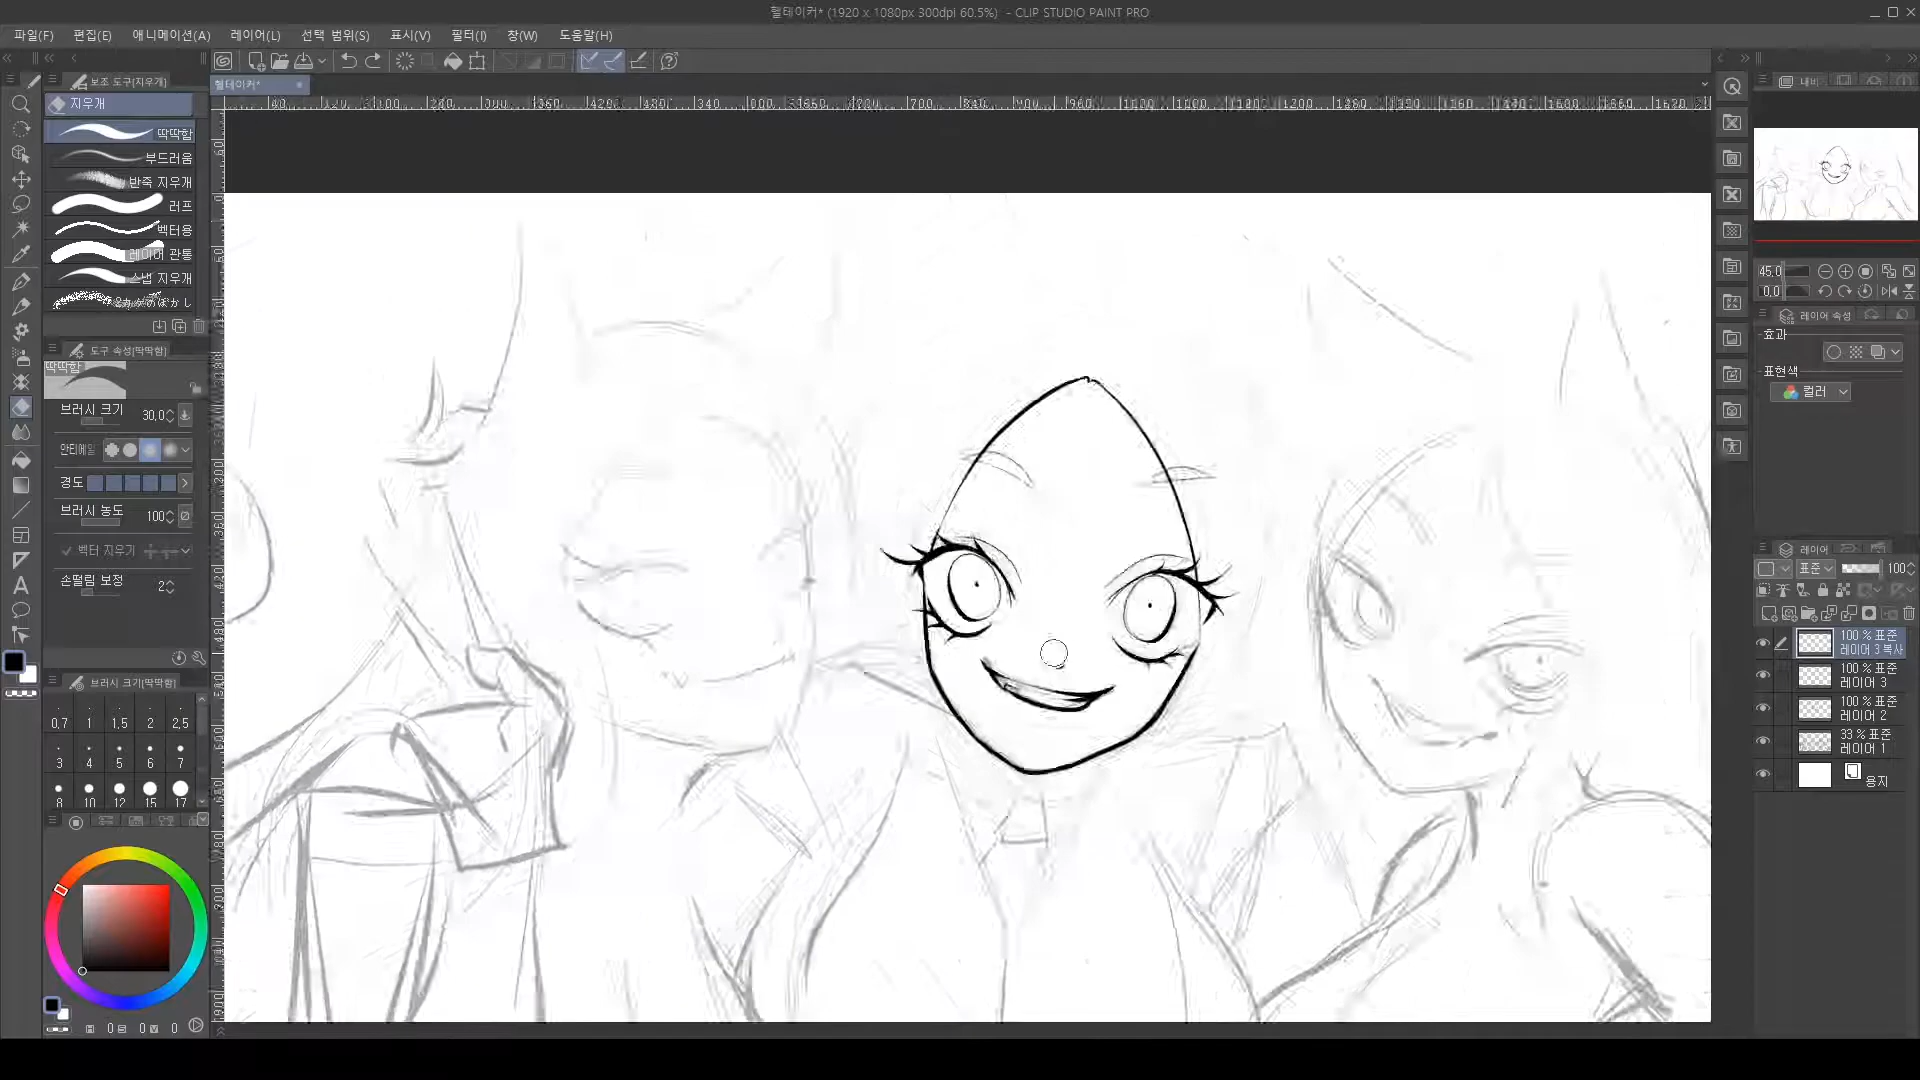 헬테이커* (1920 x 1080px 300dpi 60.5%) - CLIP STUDIO PAINT PRO
파일(F) 편집(E) 애니메이션(A) 레이어(L) 선택 범위(S) 표시(V) 필터(I) 창(W) 도움말(H)
보조 도구(지우개)
지우개
딱딱함
부드러움
반죽 지우개
러프
벡터용
레이어 관통
스냅 지우개
도구 속성(딱딱함)
딱딱함
브러시 크기 30.0
안티에일
경도
브러시 농도 100
벡터 지우기
손떨림 보정 2
브러시 크기(딱딱함)
0.7 1 1.5 2 2.5
3 4 5 6 7
8 10 12 15 17
0 0 0
헬테이커*
내비
45.0
0.0
레이어 속성
효과
표현색
컬러
레이어
표준 100
100 % 표준
레이어 3 복사
100 % 표준
레이어 3
100 % 표준
레이어 2
33 % 표준
레이어 1
용지